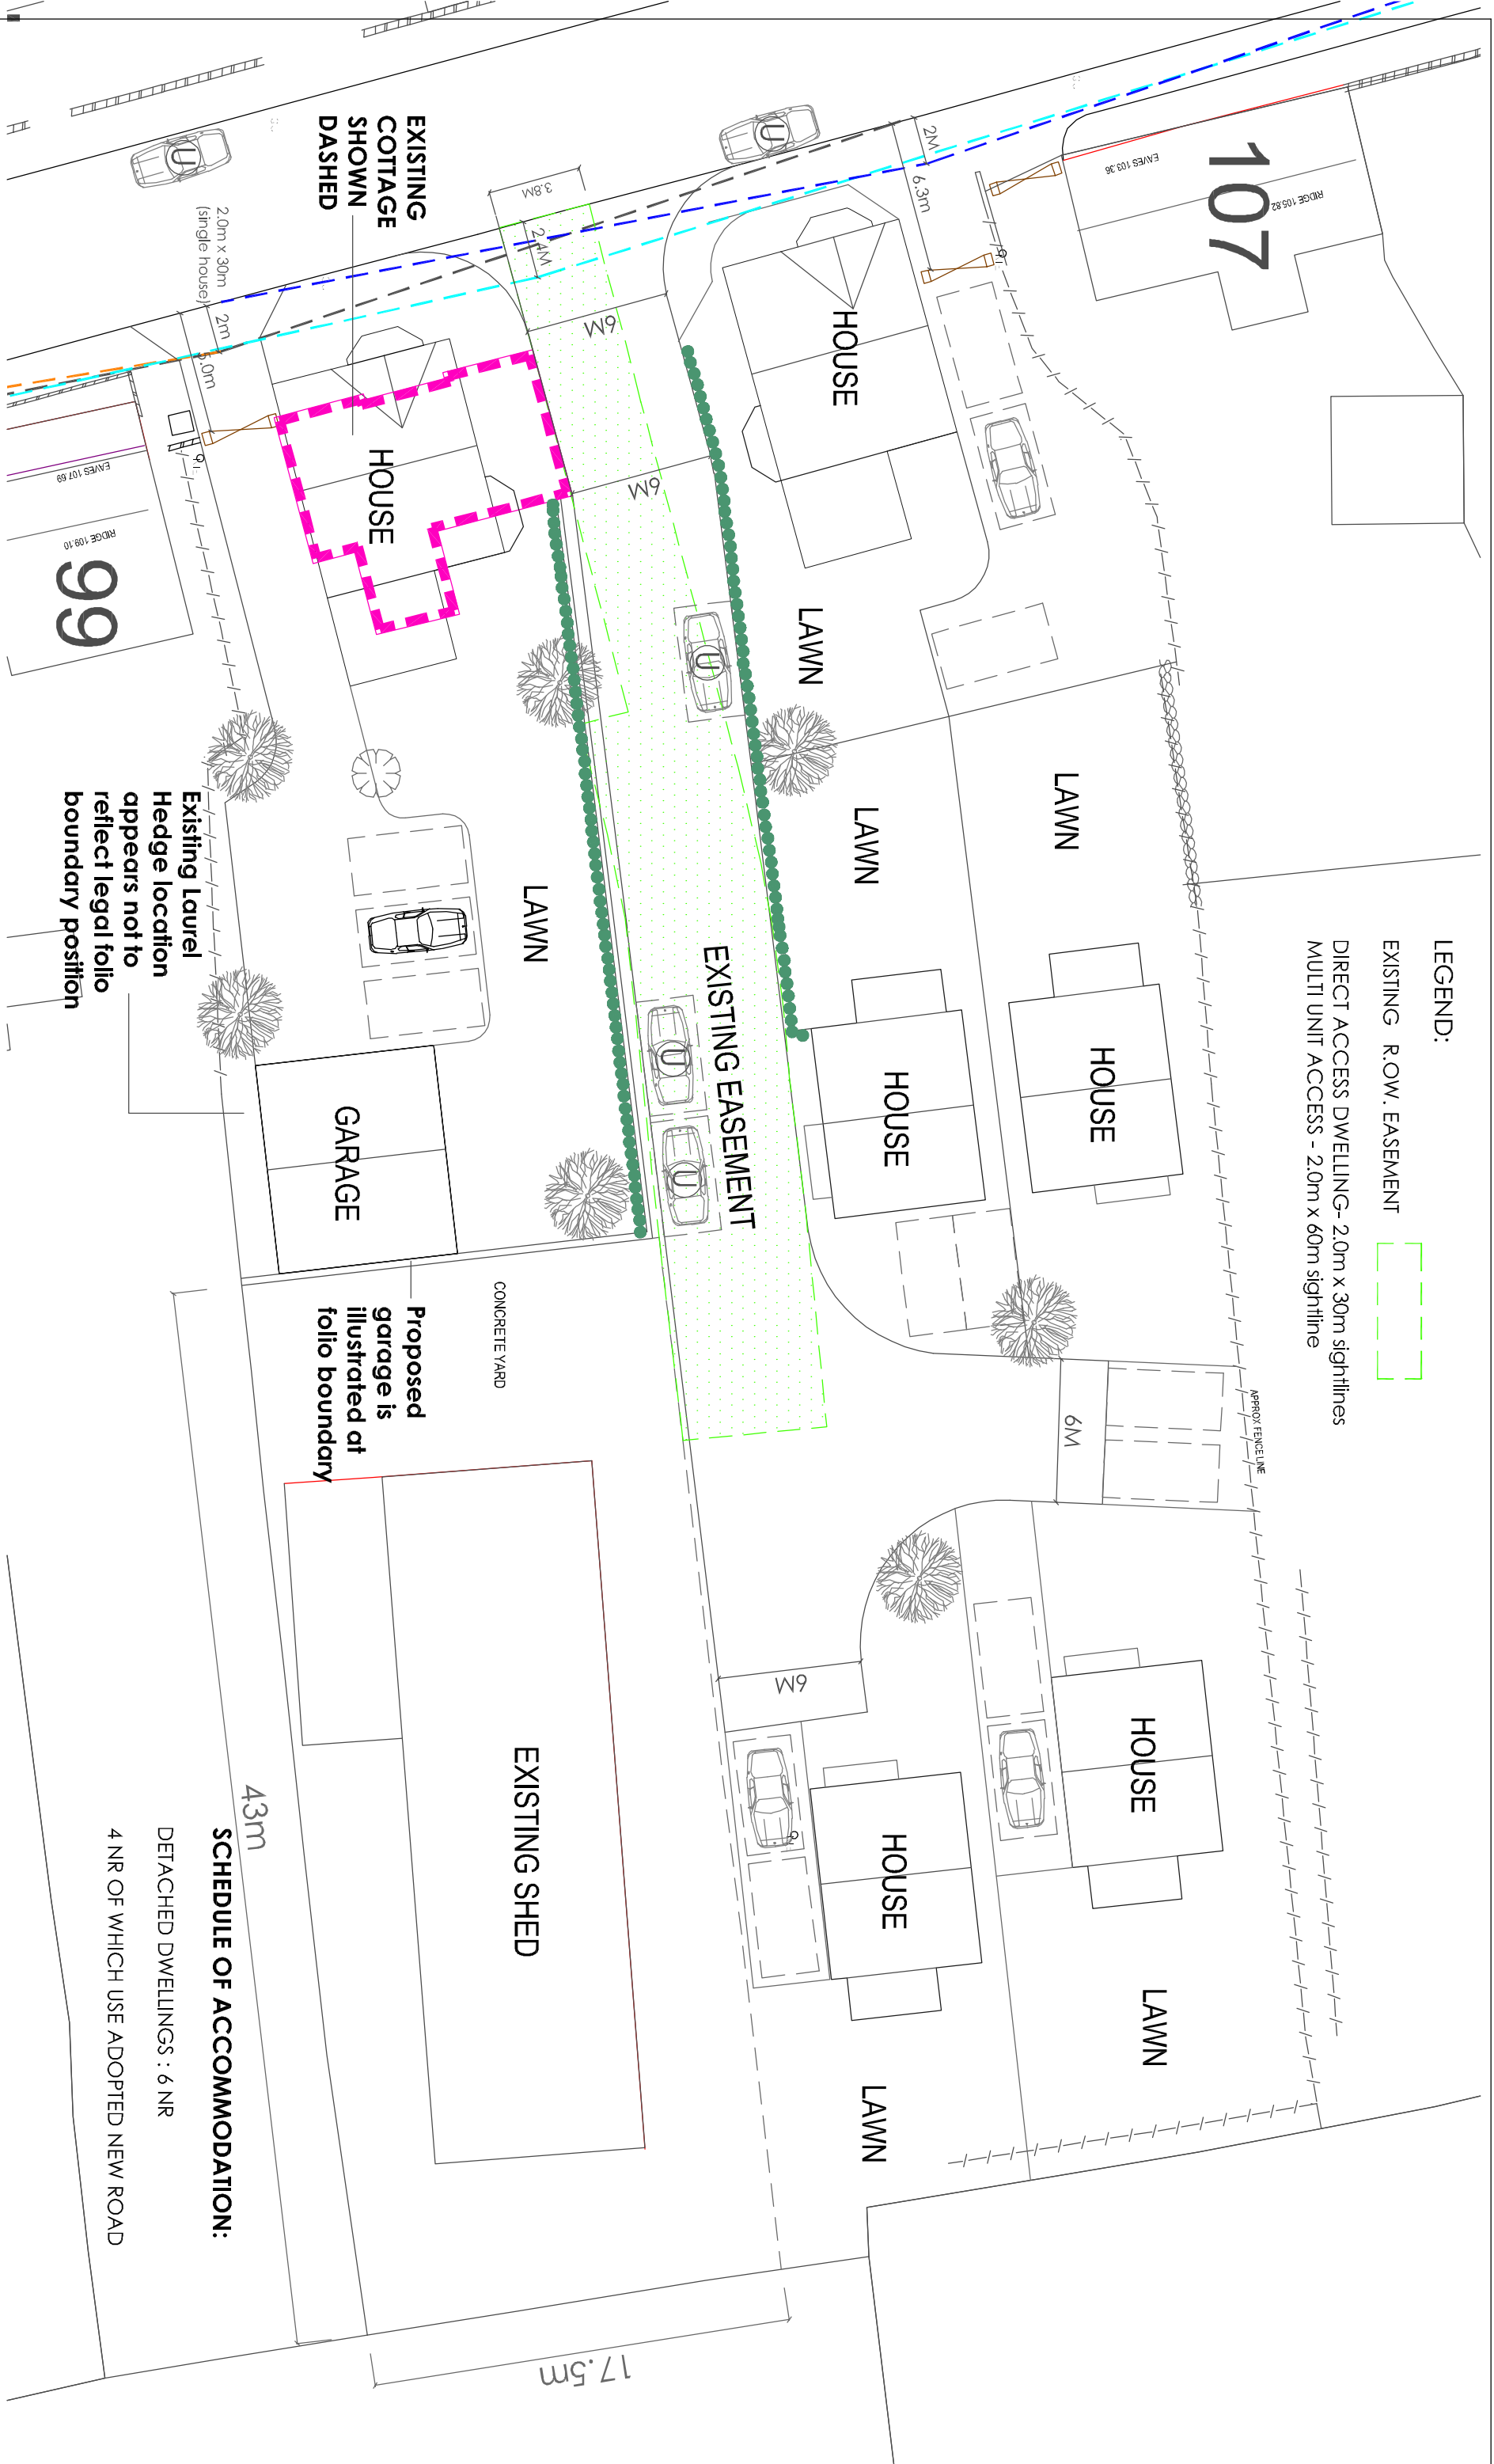 LEGEND:
EXISTING R.O.W. EASEMENT
DIRECT ACCESS DWELLING- 2.0m x 30m sightlines
MULTI UNIT ACCESS - 2.0m x 60m sightline
107
EAVES 103.36
RIDGE 105.82
2M
6.3m
HOUSE
LAWN
LAWN
LAWN
HOUSE
HOUSE
APPROX FENCELINE
6M
HOUSE
LAWN
HOUSE
LAWN
6M
3.8M
2.4M
6M
6M
U
U
U
U
U
EXISTING EASEMENT
EXISTING
COTTAGE
SHOWN
DASHED
HOUSE
LAWN
2.0m x 30m
(single house)
2m
5.0m
EAVES 107.69
RIDGE 109.10
99
Existing Laurel
Hedge location
appears not to
reflect legal folio
boundary position
GARAGE
CONCRETE YARD
Proposed
garage is
illustrated at
folio boundary
EXISTING SHED
43m
17.5m
SCHEDULE OF ACCOMMODATION:
DETACHED DWELLINGS : 6 NR
4 NR OF WHICH USE ADOPTED NEW ROAD